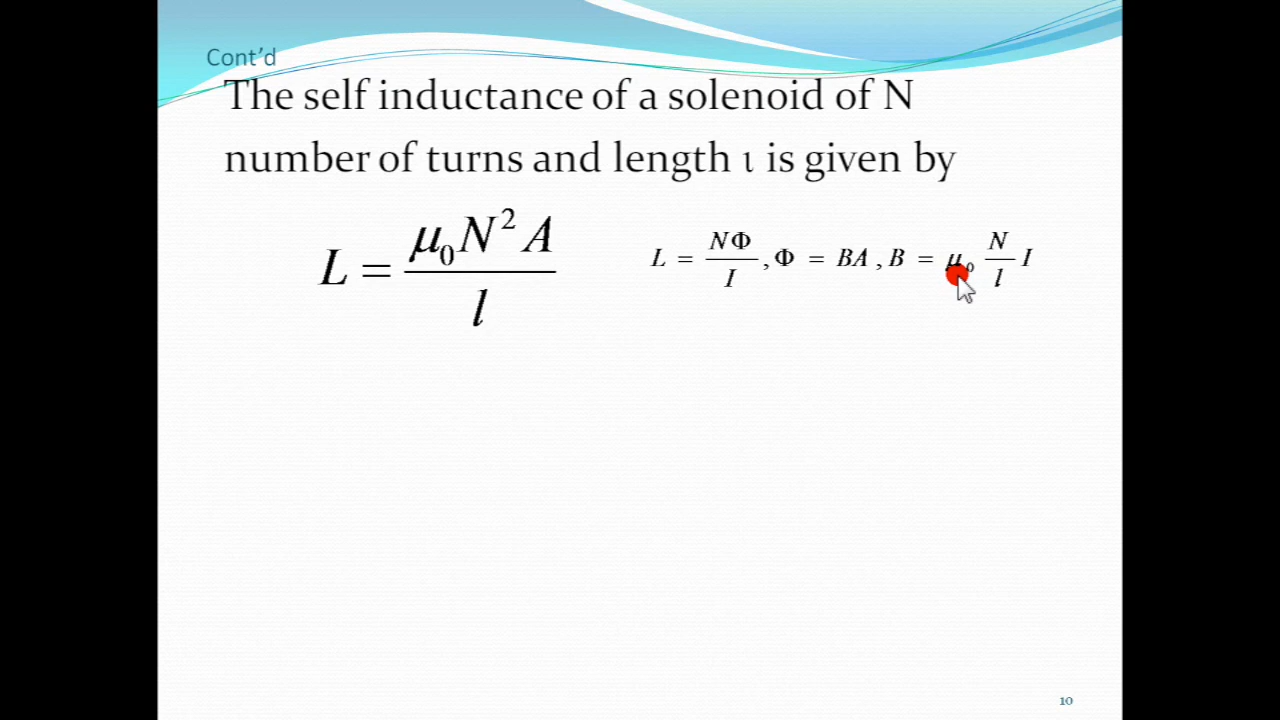 Cont’d
The self inductance of a solenoid of N
number of turns and length ι is given by
L = μ₀N²A / l
L = NΦ / I , Φ = BA , B = μ₀ N / l I
10